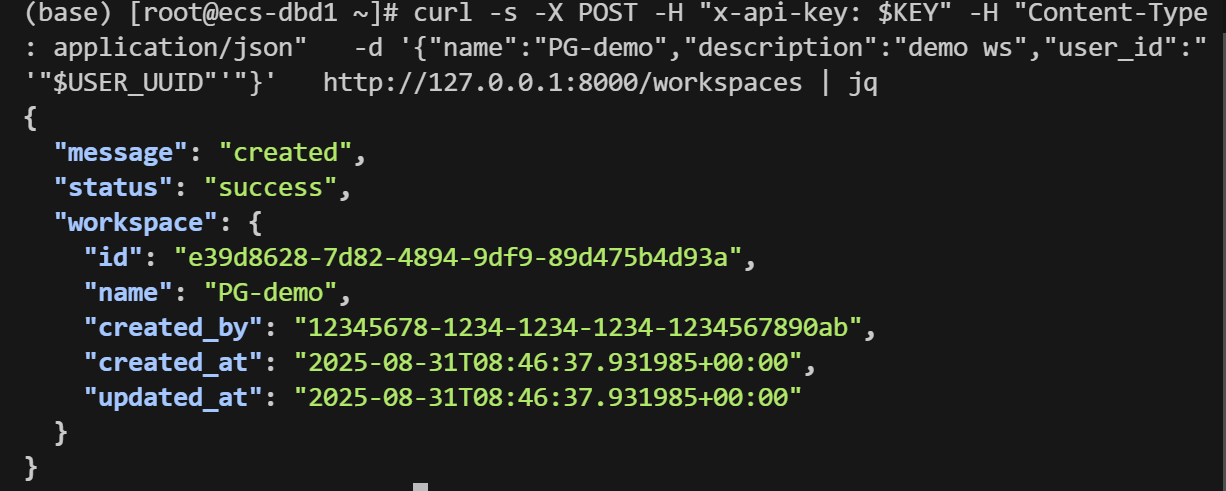 (base) [root@ecs-dbd1 ~]# curl -s -X POST -H "x-api-key: $KEY" -H "Content-Type
: application/json"   -d '{"name":"PG-demo","description":"demo ws","user_id":"
'"$USER_UUID"'"}'   http://127.0.0.1:8000/workspaces | jq
{
  "message": "created",
  "status": "success",
  "workspace": {
    "id": "e39d8628-7d82-4894-9df9-89d475b4d93a",
    "name": "PG-demo",
    "created_by": "12345678-1234-1234-1234-1234567890ab",
    "created_at": "2025-08-31T08:46:37.931985+00:00",
    "updated_at": "2025-08-31T08:46:37.931985+00:00"
  }
}